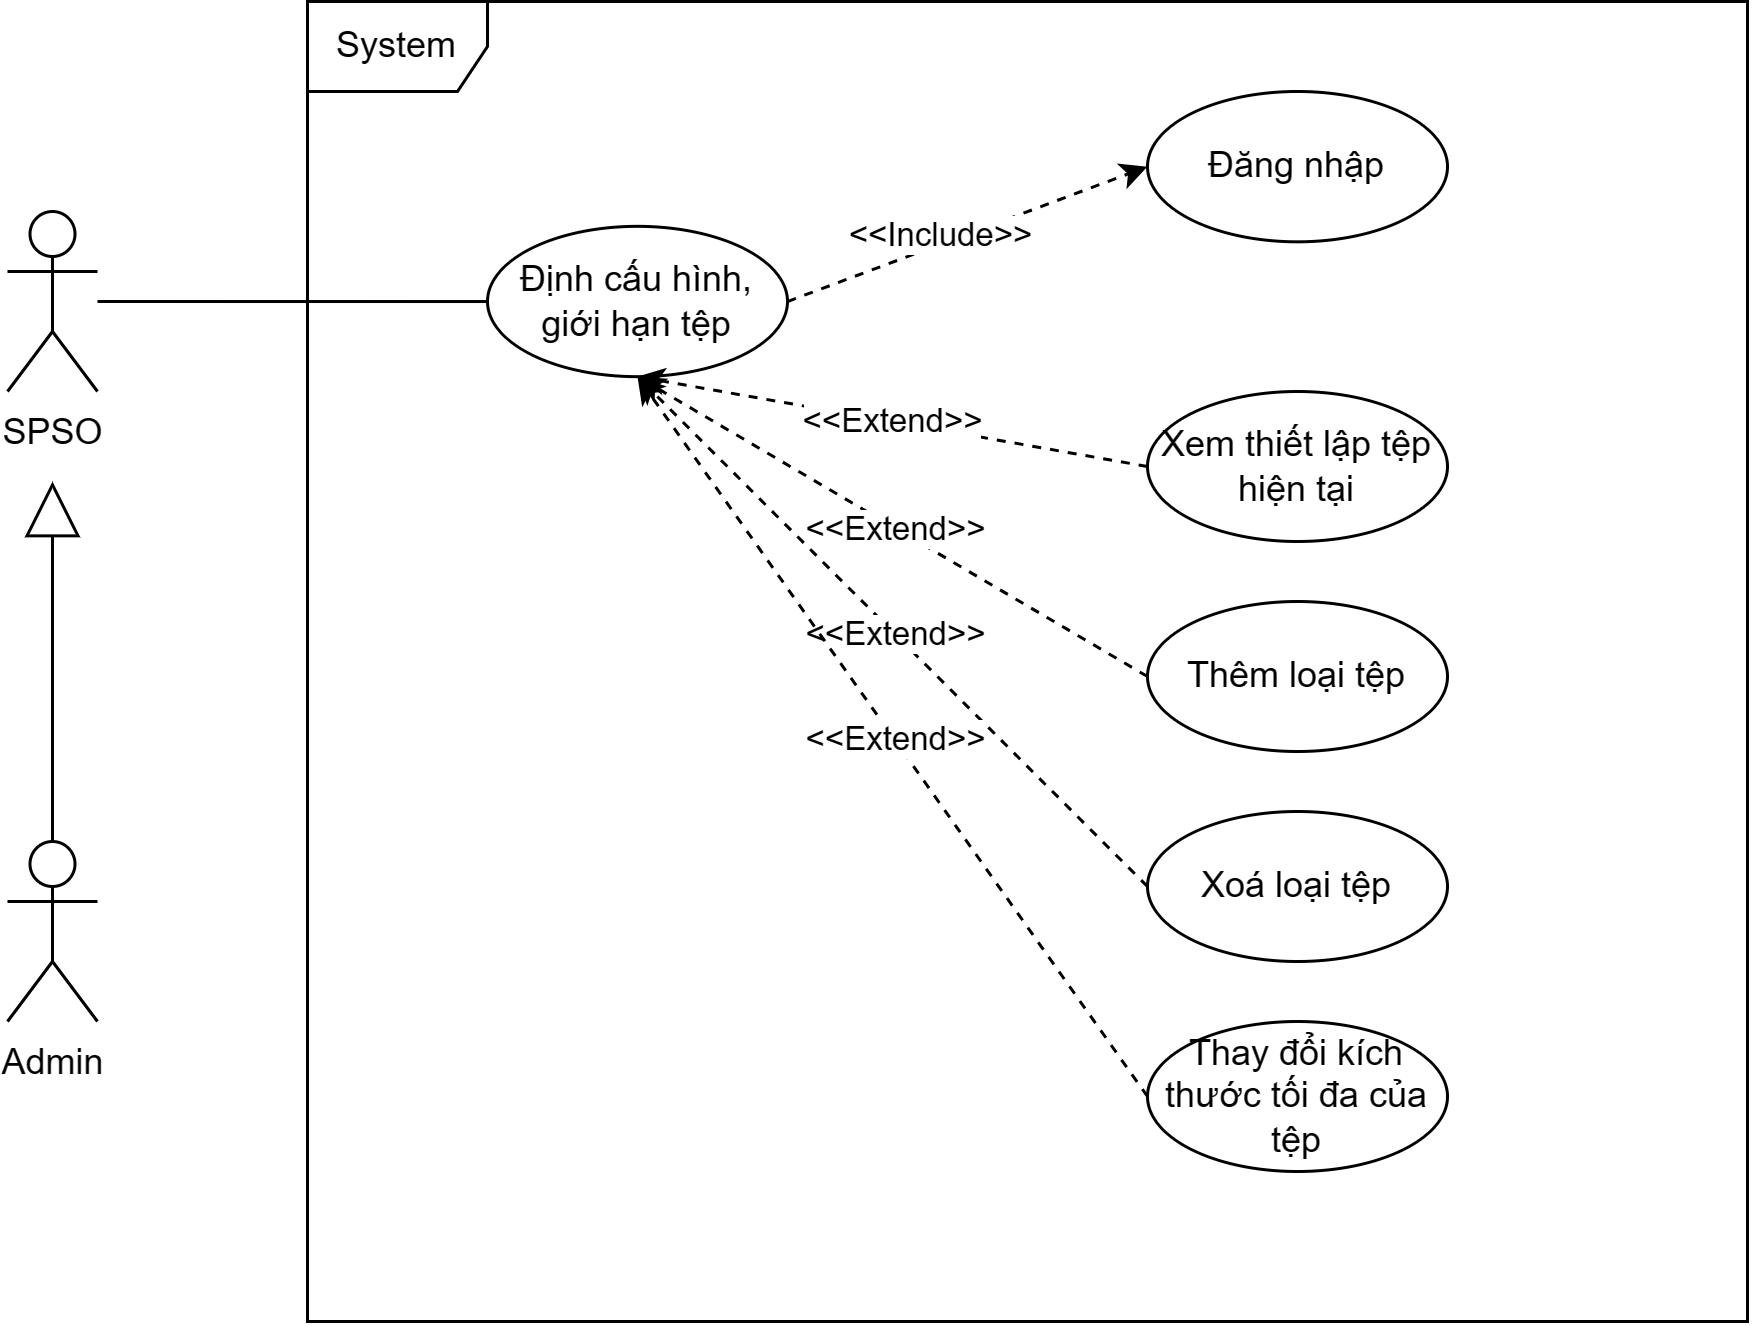 System
Đăng nhập
<<Include>>
Định cấu hình,
giới hạn tệp
SPSO
<<Extend>>
Xem thiết lập tệp
hiện tại
<<Extend>>
<<Extend>>
Thêm loại tệp
<<Extend>>
Xoá loại tệp
Admin
Thay đổi kích
thước tối đa của
tệp